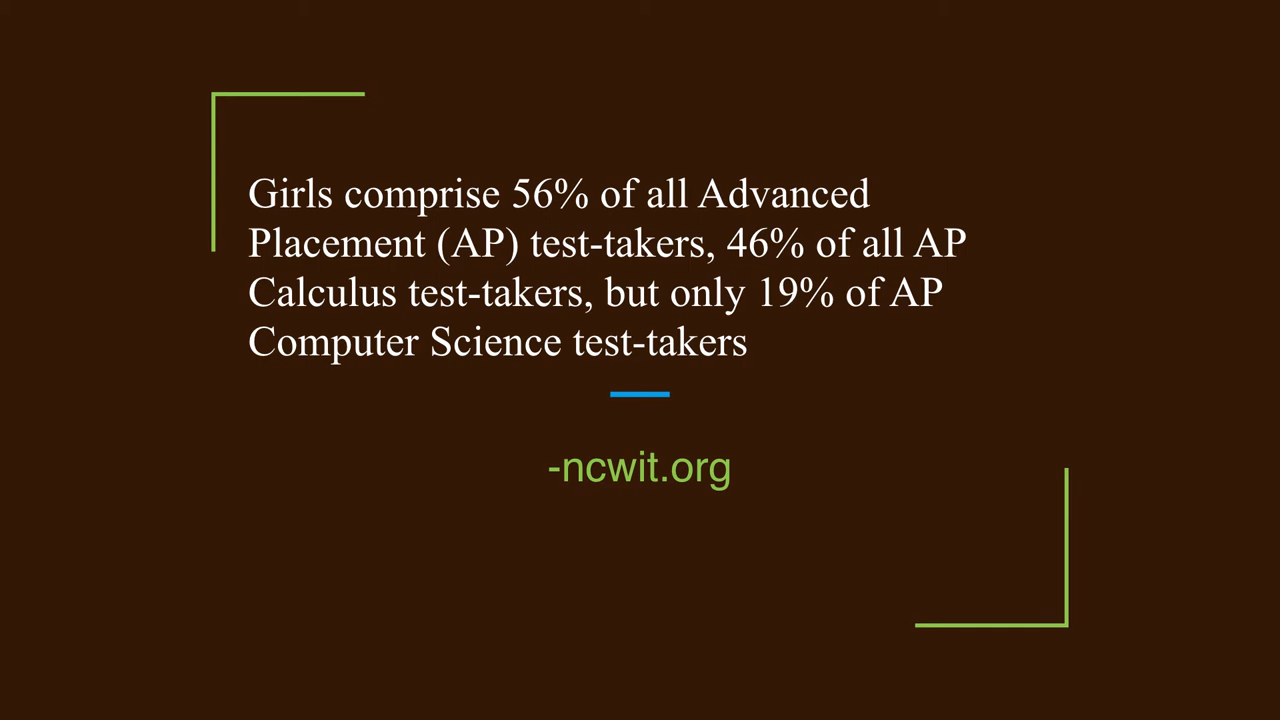 Girls comprise 56% of all Advanced
Placement (AP) test-takers, 46% of all AP
Calculus test-takers, but only 19% of AP
Computer Science test-takers
-ncwit.org